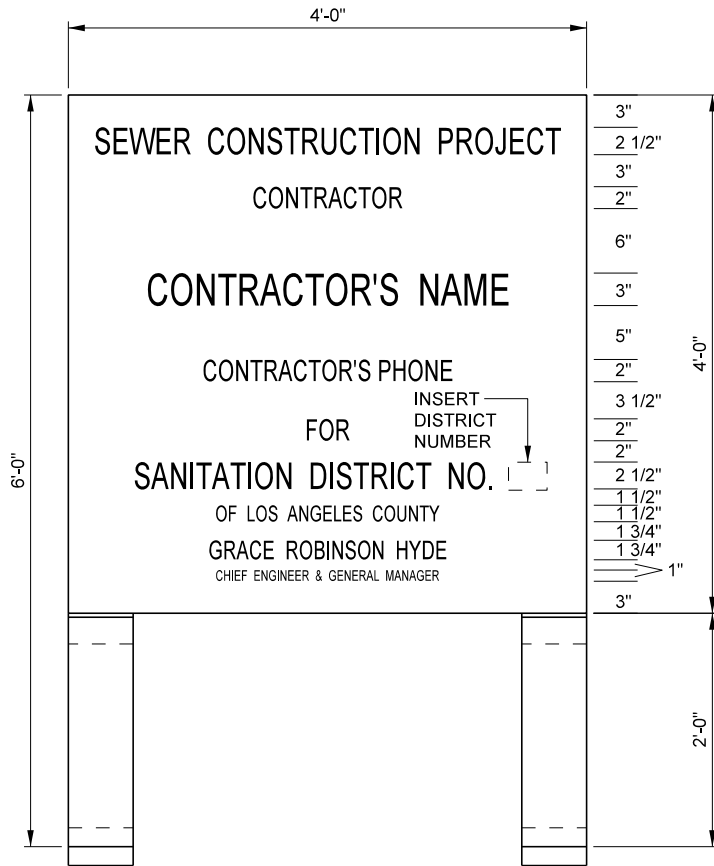 4'-0"
3"
SEWER CONSTRUCTION PROJECT
2 1/2"
3"
CONTRACTOR
2"
6"
CONTRACTOR'S NAME
3"
5"
4'-0"
CONTRACTOR'S PHONE
2"
INSERT
DISTRICT
NUMBER
3 1/2"
FOR
2"
2"
6'-0"
SANITATION DISTRICT NO.
2 1/2"
1 1/2"
OF LOS ANGELES COUNTY
1 1/2"
1 3/4"
GRACE ROBINSON HYDE
1 3/4"
CHIEF ENGINEER & GENERAL MANAGER
1"
3"
2'-0"